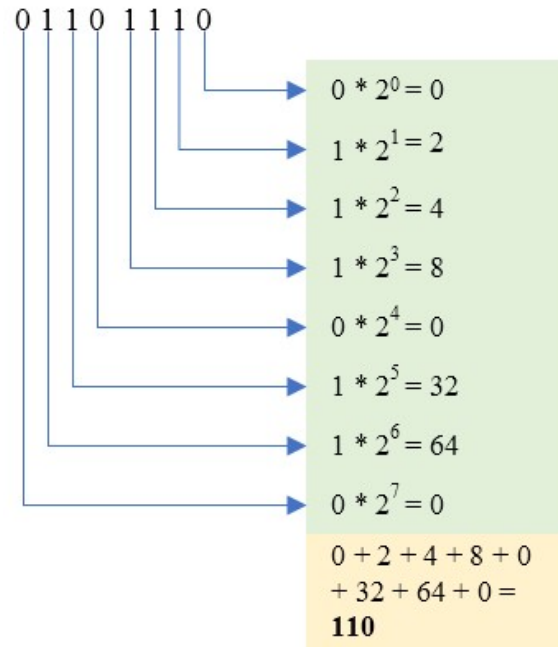 0 1 1 0 1 1 1 0
0 * 2⁰ = 0
1 * 2¹ = 2
1 * 2² = 4
1 * 2³ = 8
0 * 2⁴ = 0
1 * 2⁵ = 32
1 * 2⁶ = 64
0 * 2⁷ = 0
0 + 2 + 4 + 8 + 0
+ 32 + 64 + 0 =
110